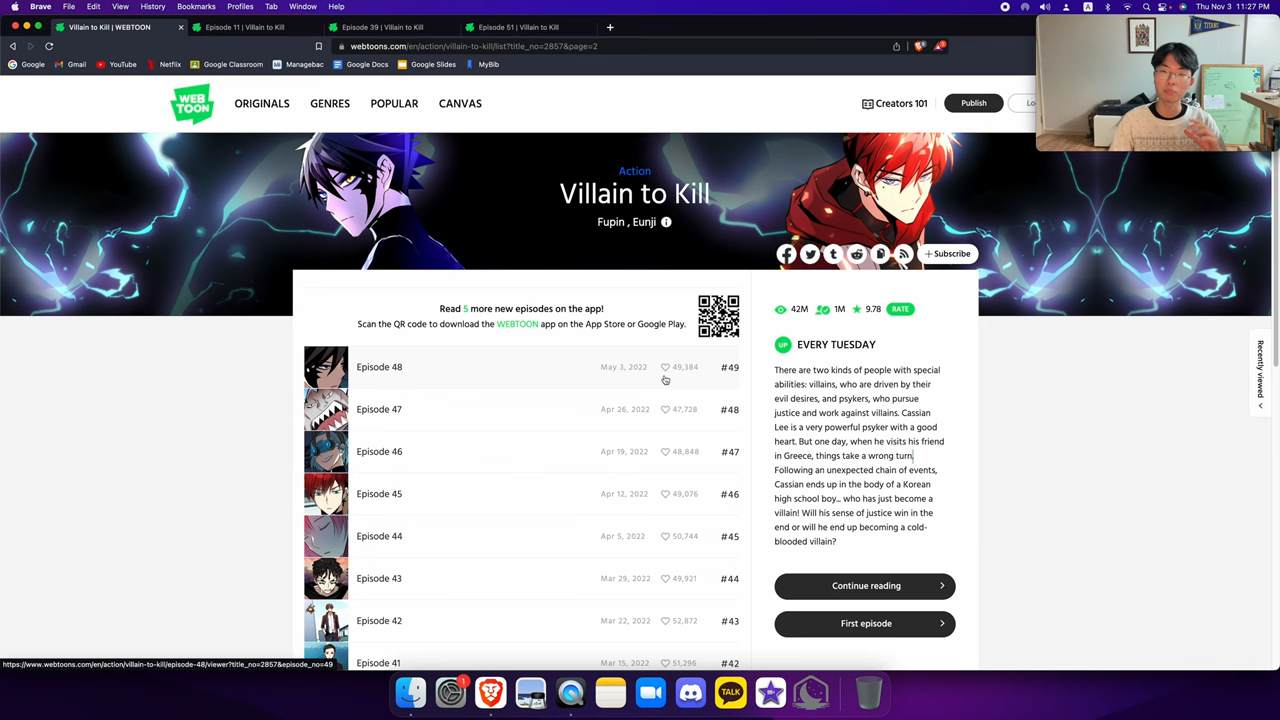 Brave File Edit View History Bookmarks Profiles Tab Window Help
Thu Nov 3 11:27 PM
Villain to Kill | WEBTOON
Episode 11 | Villain to Kill
Episode 39 | Villain to Kill
Episode 51 | Villain to Kill
webtoons.com/en/action/villain-to-kill/list?title_no=2857&page=2
Google Gmail YouTube Netflix Google Classroom Managebac Google Docs Google Slides MyBib
WEB
TOON
ORIGINALS GENRES POPULAR CANVAS
Creators 101
Publish
Lo
TITANS
Action
Villain to Kill
Fupin , Eunji
+ Subscribe
Read 5 more new episodes on the app!
Scan the QR code to download the WEBTOON app on the App Store or Google Play.
Episode 48 May 3, 2022 49,384 #49
Episode 47 Apr 26, 2022 47,728 #48
Episode 46 Apr 19, 2022 48,848 #47
Episode 45 Apr 12, 2022 49,076 #46
Episode 44 Apr 5, 2022 50,744 #45
Episode 43 Mar 29, 2022 49,921 #44
Episode 42 Mar 22, 2022 52,872 #43
Episode 41 Mar 15, 2022 51,296 #42
42M 1M 9.78 RATE
UP EVERY TUESDAY
There are two kinds of people with special
abilities: villains, who are driven by their
evil desires, and psykers, who pursue
justice and work against villains. Cassian
Lee is a very powerful psyker with a good
heart. But one day, when he visits his friend
in Greece, things take a wrong turn.
Following an unexpected chain of events,
Cassian ends up in the body of a Korean
high school boy... who has just become a
villain! Will his sense of justice win in the
end or will he end up becoming a cold-
blooded villain?
Continue reading
First episode
Recently viewed
https://www.webtoons.com/en/action/villain-to-kill/episode-48/viewer?title_no=2857&episode_no=49
1
TALK